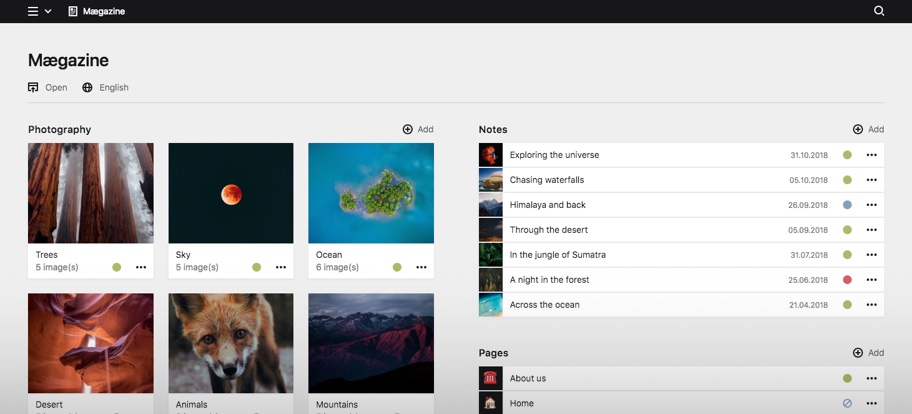 Mægazine
Mægazine
Open English
Photography Add
Trees
5 image(s)
Sky
5 image(s)
Ocean
6 image(s)
Desert
Animals
Mountains
Notes Add
Exploring the universe 31.10.2018
Chasing waterfalls 05.10.2018
Himalaya and back 26.09.2018
Through the desert 05.09.2018
In the jungle of Sumatra 31.07.2018
A night in the forest 25.06.2018
Across the ocean 21.04.2018
Pages Add
About us
Home